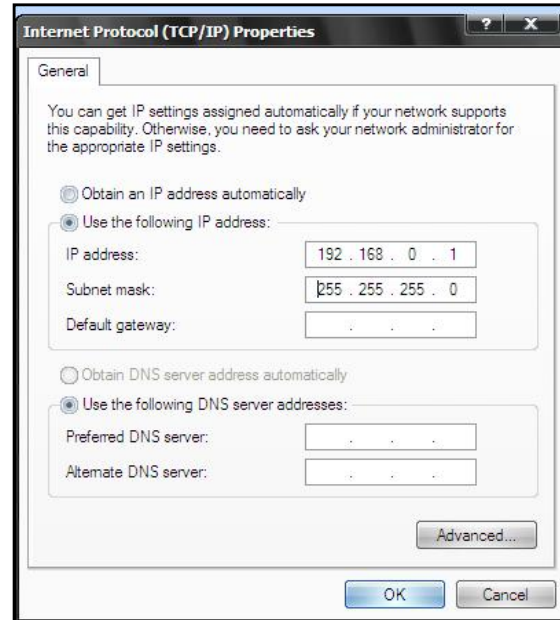 Internet Protocol (TCP/IP) Properties
? X
General
You can get IP settings assigned automatically if your network supports
this capability. Otherwise, you need to ask your network administrator for
the appropriate IP settings.
Obtain an IP address automatically
Use the following IP address:
IP address: 192 . 168 . 0 . 1
Subnet mask: 255 . 255 . 255 . 0
Default gateway: . . .
Obtain DNS server address automatically
Use the following DNS server addresses:
Preferred DNS server: . . .
Alternate DNS server: . . .
Advanced...
OK Cancel